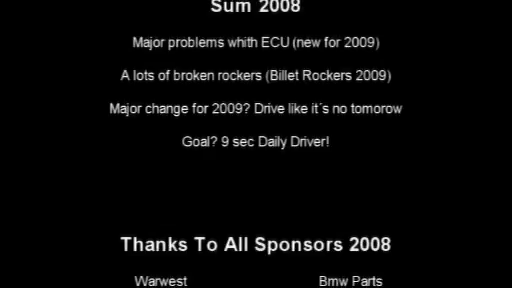 Sum 2008
Major problems whith ECU (new for 2009)
A lots of broken rockers (Billet Rockers 2009)
Major change for 2009? Drive like it´s no tomorow
Goal? 9 sec Daily Driver!
Thanks To All Sponsors 2008
Warwest Bmw Parts